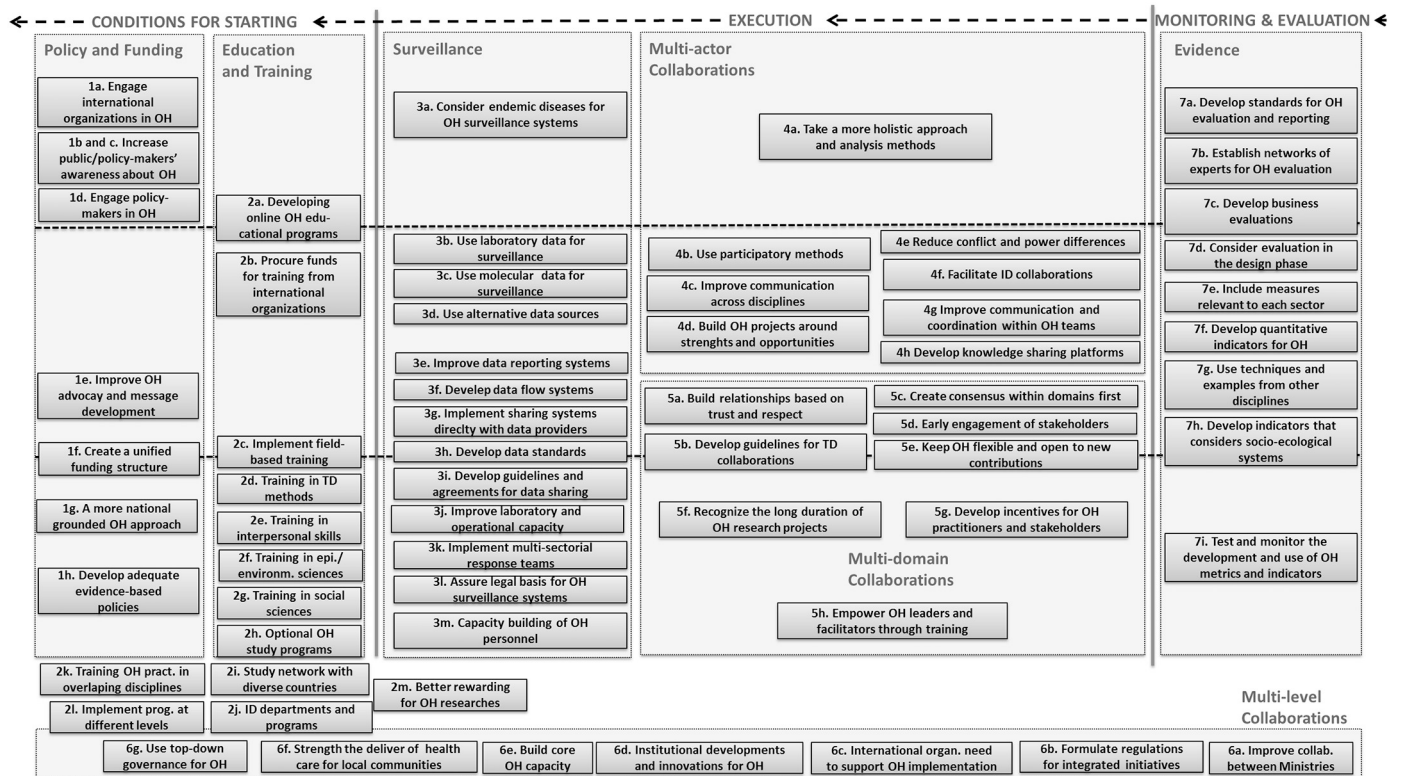 CONDITIONS FOR STARTING
EXECUTION
MONITORING & EVALUATION
Policy and Funding
1a. Engage
international
organizations in OH
1b and c. Increase
public/policy-makers’
awareness about OH
1d. Engage policy-
makers in OH
1e. Improve OH
advocacy and message
development
1f. Create a unified
funding structure
1g. A more national
grounded OH approach
1h. Develop adequate
evidence-based
policies
Education
and Training
2a. Developing
online OH edu-
cational programs
2b. Procure funds
for training from
international
organizations
2c. Implement field-
based training
2d. Training in TD
methods
2e. Training in
interpersonal skills
2f. Training in epi./
environm. sciences
2g. Training in social
sciences
2h. Optional OH
study programs
Surveillance
3a. Consider endemic diseases for
OH surveillance systems
3b. Use laboratory data for
surveillance
3c. Use molecular data for
surveillance
3d. Use alternative data sources
3e. Improve data reporting systems
3f. Develop data flow systems
3g. Implement sharing systems
direclty with data providers
3h. Develop data standards
3i. Develop guidelines and
agreements for data sharing
3j. Improve laboratory and
operational capacity
3k. Implement multi-sectorial
response teams
3l. Assure legal basis for OH
surveillance systems
3m. Capacity building of OH
personnel
Multi-actor
Collaborations
4a. Take a more holistic approach
and analysis methods
4b. Use participatory methods
4c. Improve communication
across disciplines
4d. Build OH projects around
strenghts and opportunities
4e Reduce conflict and power differences
4f. Facilitate ID collaborations
4g Improve communication and
coordination within OH teams
4h Develop knowledge sharing platforms
5a. Build relationships based on
trust and respect
5b. Develop guidelines for TD
collaborations
5c. Create consensus within domains first
5d. Early engagement of stakeholders
5e. Keep OH flexible and open to new
contributions
5f. Recognize the long duration of
OH research projects
5g. Develop incentives for OH
practitioners and stakeholders
Multi-domain
Collaborations
5h. Empower OH leaders and
facilitators through training
Evidence
7a. Develop standards for OH
evaluation and reporting
7b. Establish networks of
experts for OH evaluation
7c. Develop business
evaluations
7d. Consider evaluation in
the design phase
7e. Include measures
relevant to each sector
7f. Develop quantitative
indicators for OH
7g. Use techniques and
examples from other
disciplines
7h. Develop indicators that
considers socio-ecological
systems
7i. Test and monitor the
development and use of OH
metrics and indicators
2k. Training OH pract. in
overlaping disciplines
2i. Study network with
diverse countries
2m. Better rewarding
for OH researches
2l. Implement prog. at
different levels
2j. ID departments and
programs
Multi-level
Collaborations
6g. Use top-down
governance for OH
6f. Strength the deliver of health
care for local communities
6e. Build core
OH capacity
6d. Institutional developments
and innovations for OH
6c. International organ. need
to support OH implementation
6b. Formulate regulations
for integrated initiatives
6a. Improve collab.
between Ministries